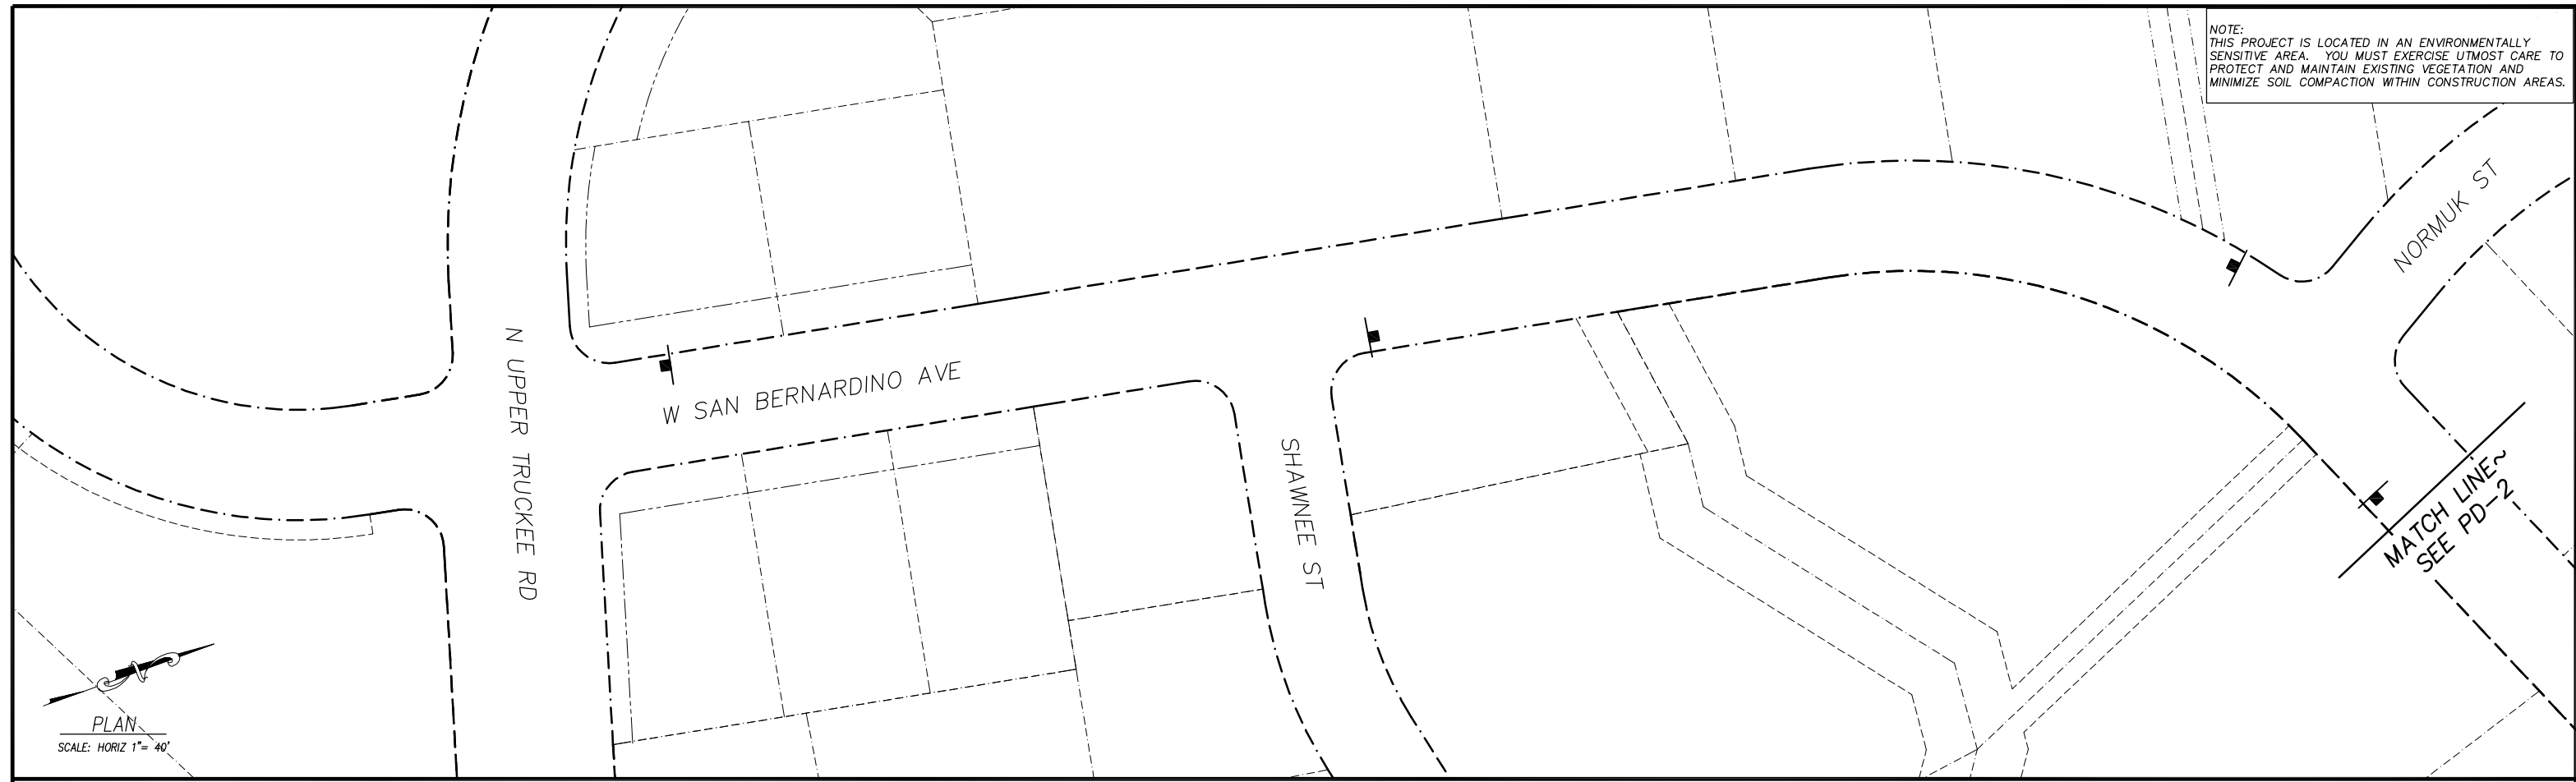 NOTE:
THIS PROJECT IS LOCATED IN AN ENVIRONMENTALLY
SENSITIVE AREA. YOU MUST EXERCISE UTMOST CARE TO
PROTECT AND MAINTAIN EXISTING VEGETATION AND
MINIMIZE SOIL COMPACTION WITHIN CONSTRUCTION AREAS.
NORMUK ST
N UPPER TRUCKEE RD
W SAN BERNARDINO AVE
SHAWNEE ST
MATCH LINE~
SEE PD-2
PLAN
SCALE: HORIZ 1"= 40'